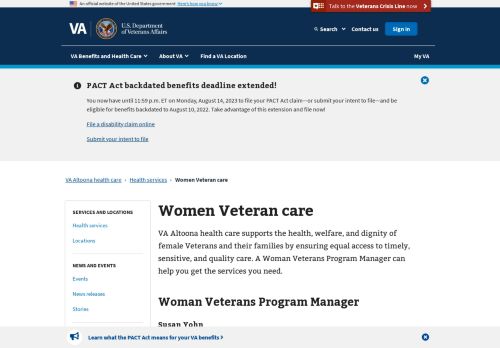 An official website of the United States government Here's how you know
Talk to the Veterans Crisis Line now
VA
U.S. Department
of Veterans Affairs
Search
Contact us
Sign in
VA Benefits and Health Care
About VA
Find a VA Location
My VA
PACT Act backdated benefits deadline extended!
You now have until 11:59 p.m. ET on Monday, August 14, 2023 to file your PACT Act claim—or submit your intent to file—and be
eligible for benefits backdated to August 10, 2022. Take advantage of this extension and file now!
File a disability claim online
Submit your intent to file
VA Altoona health care › Health services › Women Veteran care
SERVICES AND LOCATIONS
Health services
Locations
NEWS AND EVENTS
Events
News releases
Stories
Women Veteran care
VA Altoona health care supports the health, welfare, and dignity of
female Veterans and their families by ensuring equal access to timely,
sensitive, and quality care. A Woman Veterans Program Manager can
help you get the services you need.
Woman Veterans Program Manager
Susan Yohn
Learn what the PACT Act means for your VA benefits >